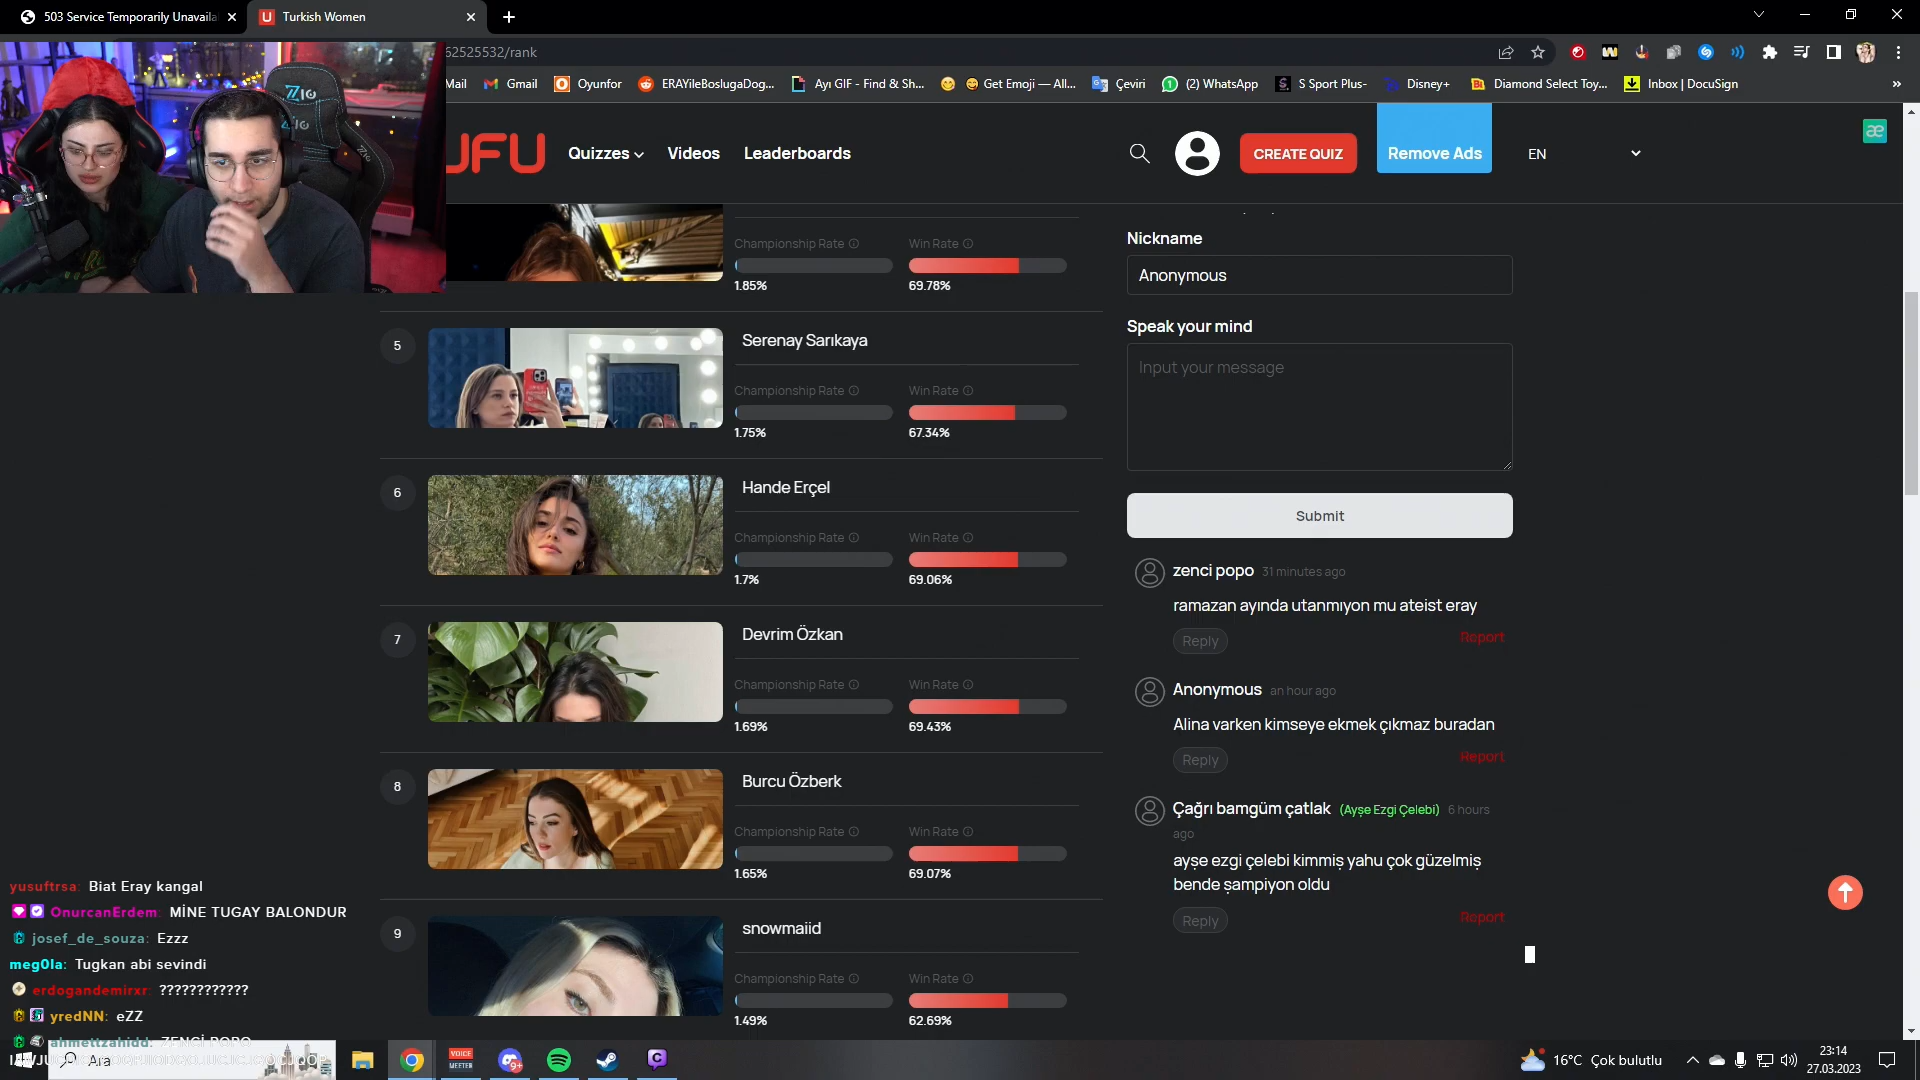 503 Service Temporarily Unavaila
Turkish Women
62525532/rank
Mail
Gmail
Oyunfor
ERAYileBoslugaDog...
Ayı GIF - Find & Sh...
Get Emoji — All...
Çeviri
(2) WhatsApp
S Sport Plus-
Disney+
Diamond Select Toy...
Inbox | DocuSign
UFU
Quizzes
Videos
Leaderboards
CREATE QUIZ
Remove Ads
EN
Championship Rate
Win Rate
1.85%
69.78%
5
Serenay Sarıkaya
Championship Rate
Win Rate
1.75%
67.34%
6
Hande Erçel
Championship Rate
Win Rate
1.7%
69.06%
7
Devrim Özkan
Championship Rate
Win Rate
1.69%
69.43%
8
Burcu Özberk
Championship Rate
Win Rate
1.65%
69.07%
9
snowmaiid
Championship Rate
Win Rate
1.49%
62.69%
Nickname
Anonymous
Speak your mind
Input your message
Submit
zenci popo 31 minutes ago
ramazan ayında utanmıyon mu ateist eray
Reply
Report
Anonymous an hour ago
Alina varken kimseye ekmek çıkmaz buradan
Reply
Report
Çağrı bamgüm çatlak (Ayşe Ezgi Çelebi) 6 hours
ago
ayşe ezgi çelebi kimmiş yahu çok güzelmiş
bende şampiyon oldu
Reply
Report
yusuftrsa: Biat Eray kangal
OnurcanErdem: MİNE TUGAY BALONDUR
josef_de_souza: Ezzz
meg0la: Tugkan abi sevindi
erdogandemirxr: ????????????
yredNN: eZZ
ahmettzahidd: ZENCİ POPO
Ara
VOICE
MEETER
9+
16°C Çok bulutlu
23:14
27.03.2023